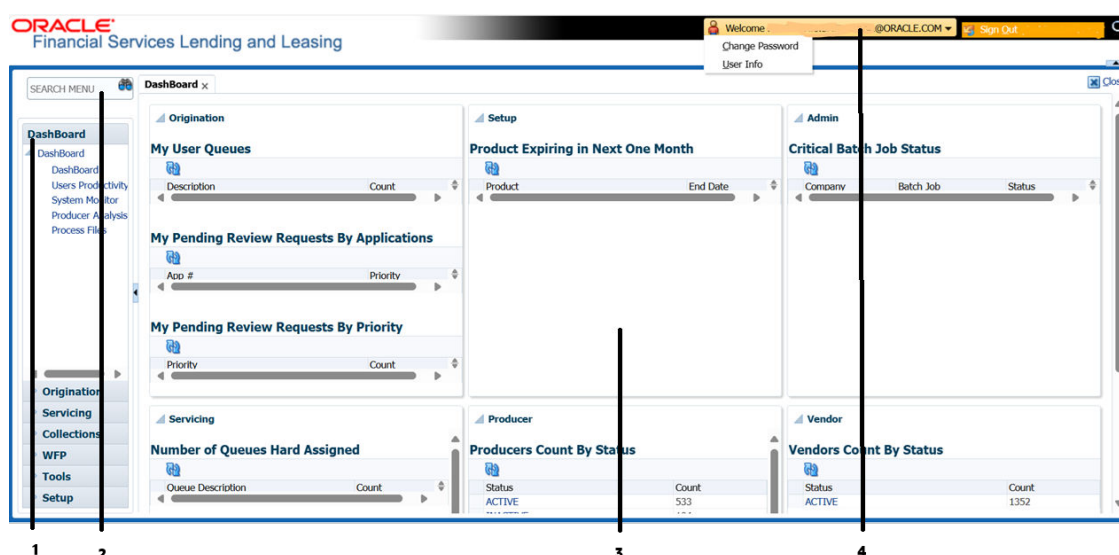 ORACLE
Financial Services Lending and Leasing
Welcome
@ORACLE.COM
Sign Out
Change Password
User Info
SEARCH MENU
DashBoard
Clos
DashBoard
DashBoard
DashBoard
Users Productivity
System Monitor
Producer Analysis
Process Files
Origination
Servicing
Collections
WFP
Tools
Setup
Origination
My User Queues
Description Count
My Pending Review Requests By Applications
App # Priority
My Pending Review Requests By Priority
Priority Count
Setup
Product Expiring in Next One Month
Product End Date
Admin
Critical Batch Job Status
Company Batch Job Status
Servicing
Number of Queues Hard Assigned
Queue Description Count
Producer
Producers Count By Status
Status Count
ACTIVE 533
Vendor
Vendors Count By Status
Status Count
ACTIVE 1352
1 2 3 4